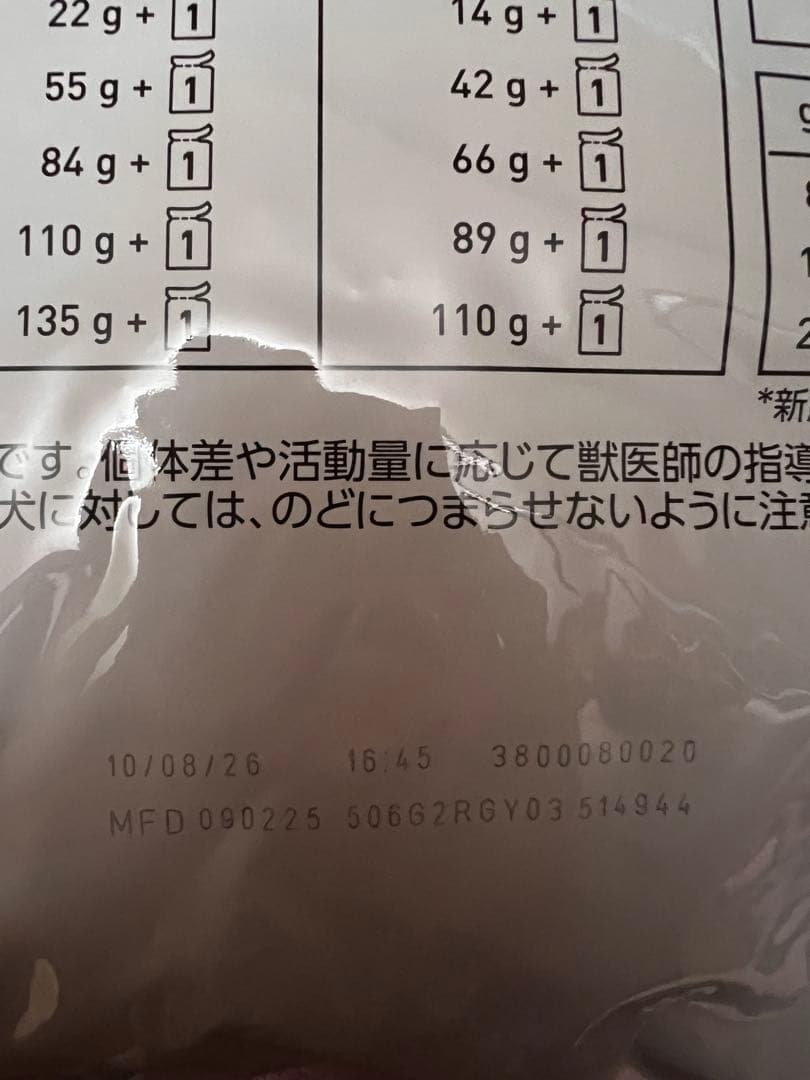 22 g + 1 14 g + 1
55 g + 1 42 g + 1
84 g + 1 66 g + 1
110 g + 1 89 g + 1
135 g + 1 110 g + 1
*新
です。個体差や活動量に応じて獣医師の指導
犬に対しては、のどにつまらせないように注意
10/08/26 16:45 3800080020
MFD 090225 506G2RGY03 514944